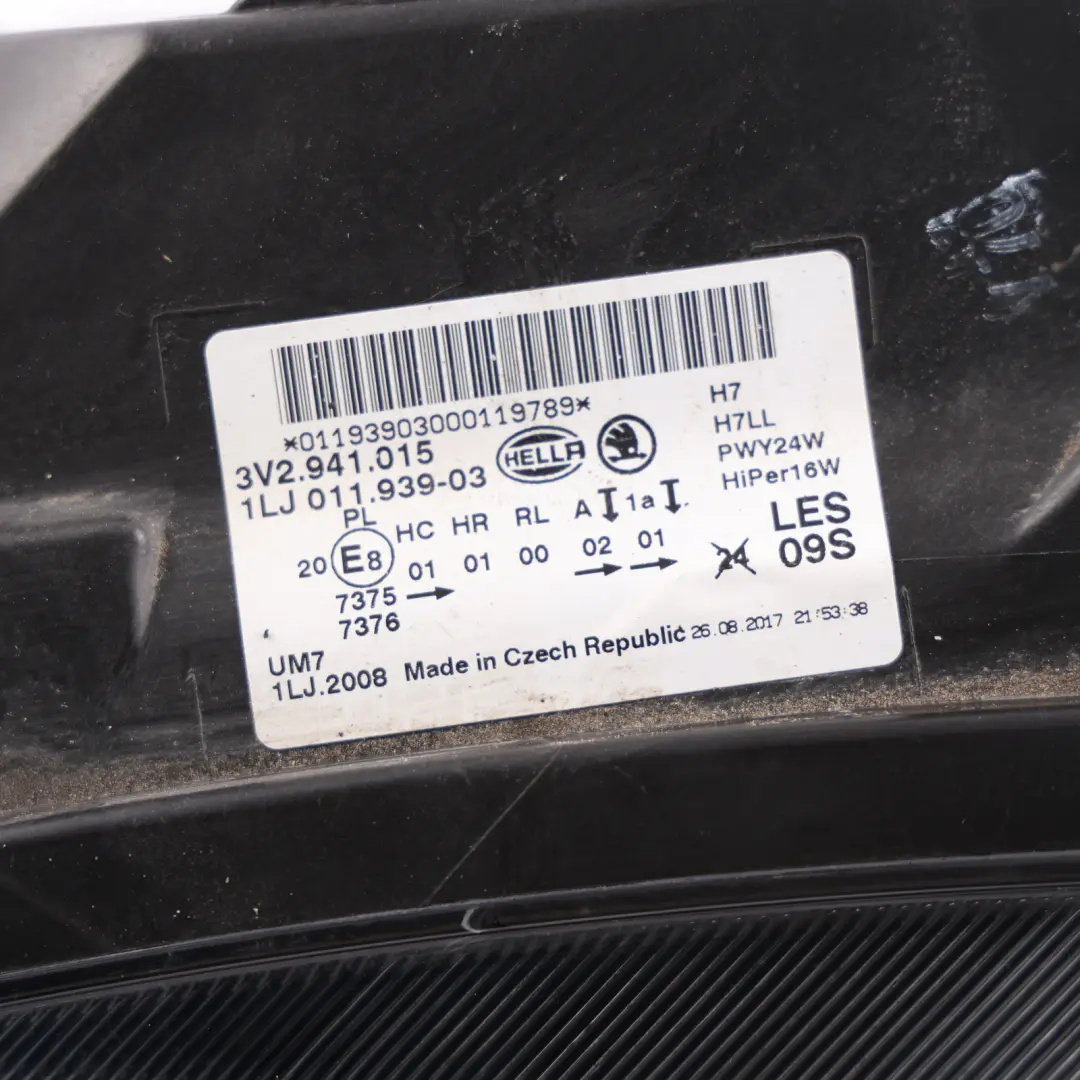 *01193903000119789*
3V2.941.015
1LJ 011.939-03
HELLA
H7
H7LL
PWY24W
HiPer16W
PL HC HR RL A 1a
20 E8 01 01 00 02 01
7375
7376
24
LES
09S
UM7
1LJ.2008 Made in Czech Republic 26.08.2017 21:53:38